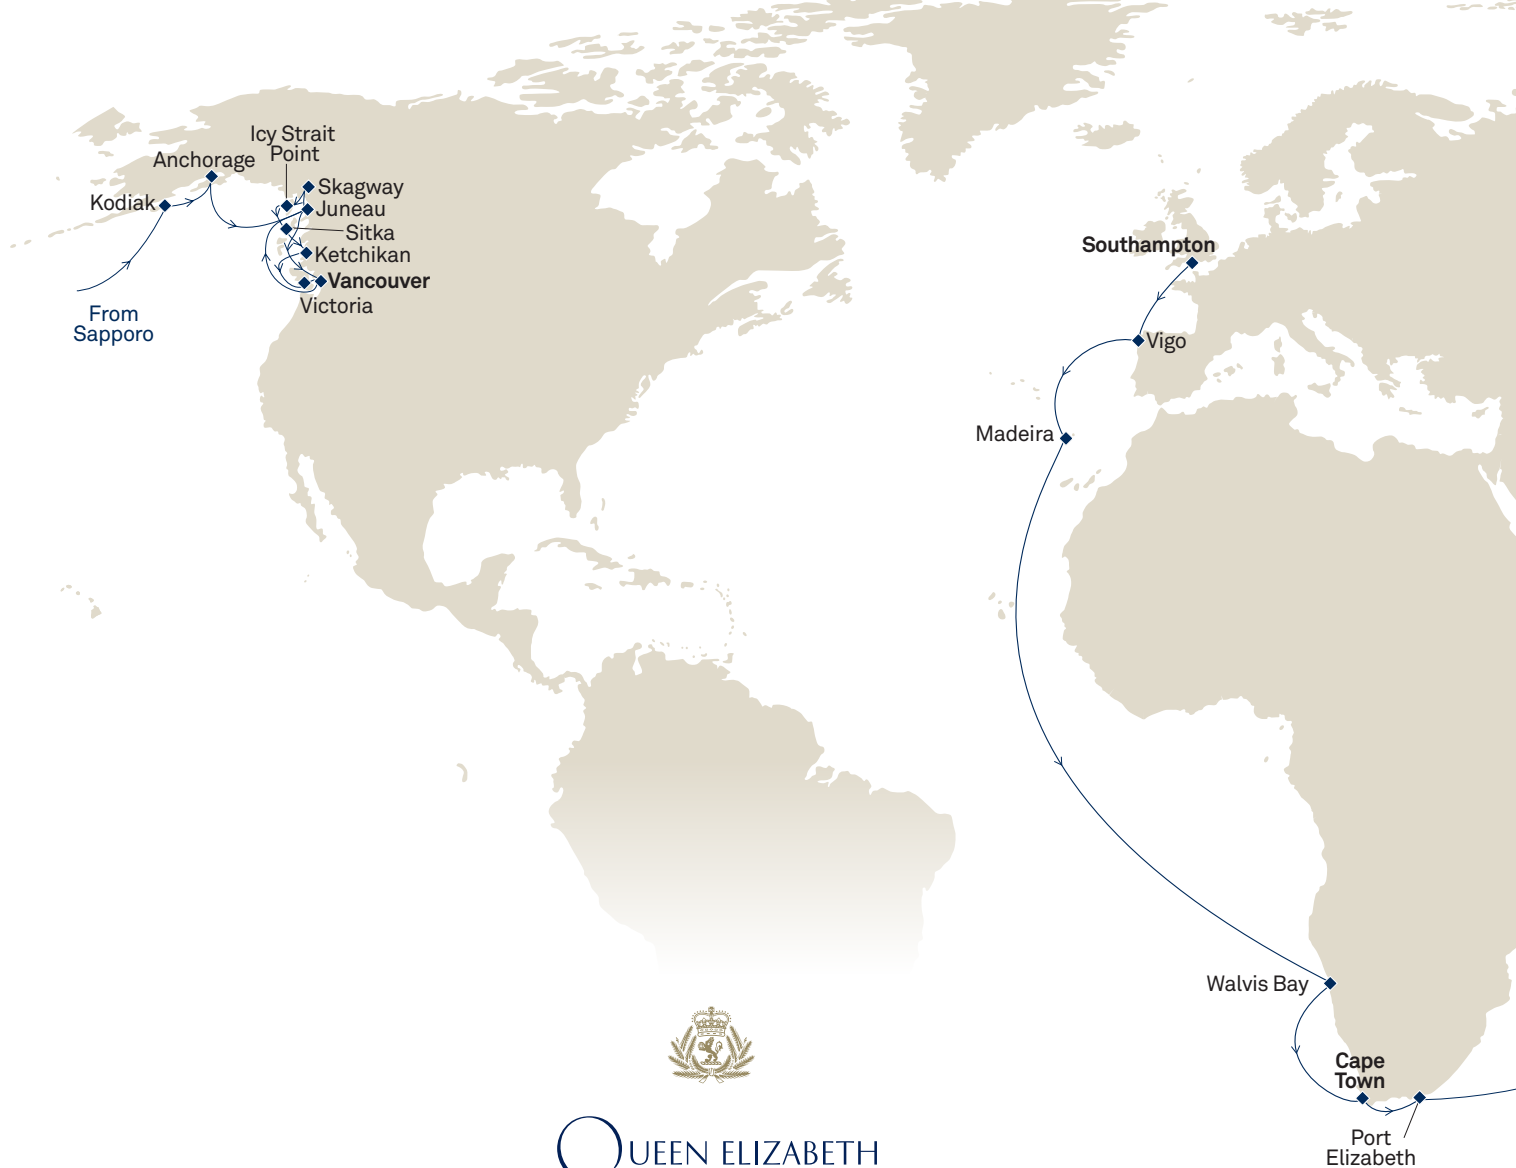 Icy Strait
Point
Anchorage
Skagway
Kodiak
Juneau
Sitka
Ketchikan
Vancouver
Victoria
From
Sapporo
Southampton
Vigo
Madeira
Walvis Bay
Cape
Town
Port
Elizabeth
QUEEN ELIZABETH